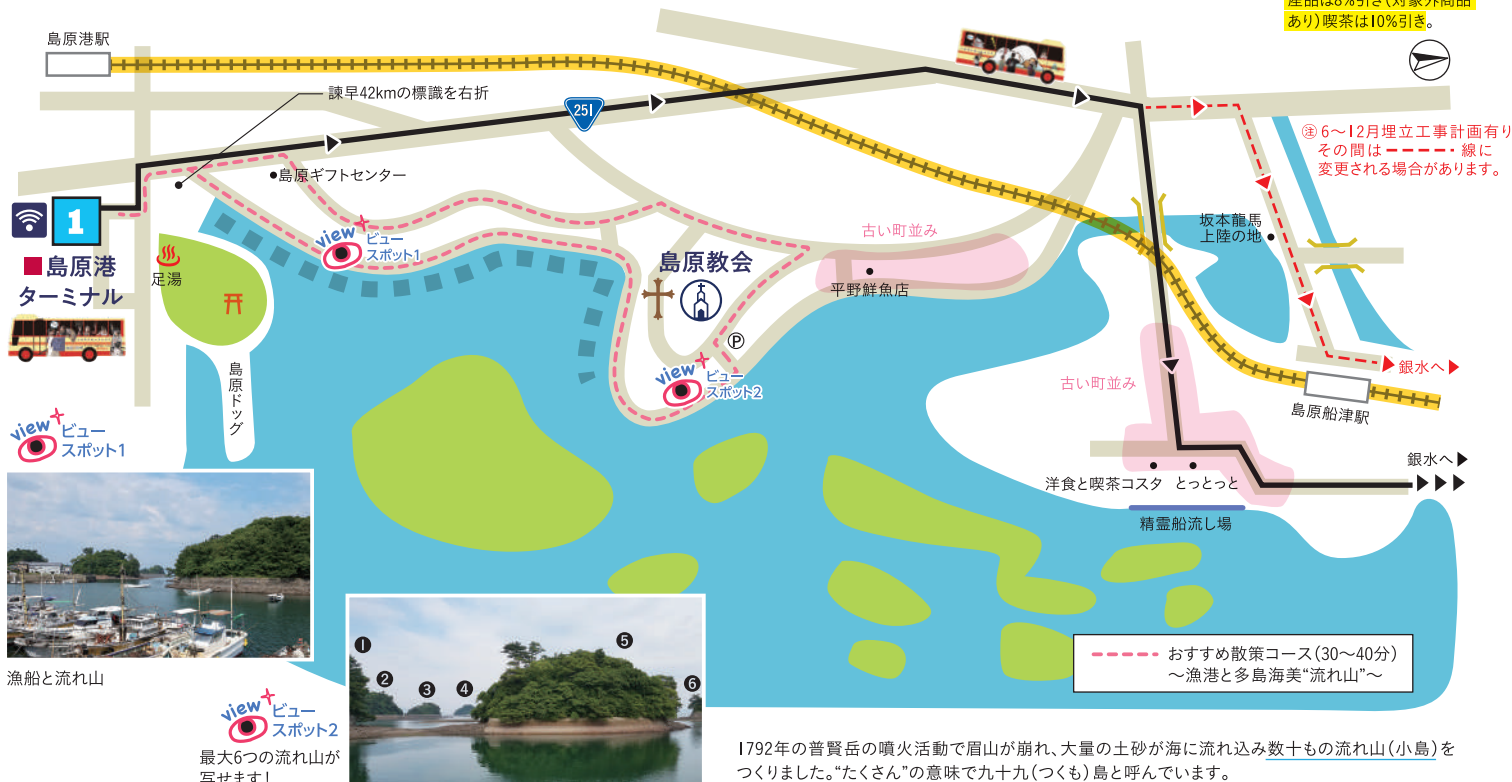 産品は8%引き(対象外商品
あり)喫茶は10%引き。
島原港駅
諫早42kmの標識を右折
251
㊟6~12月埋立工事計画有り
その間は 線に
変更される場合があります。
島原ギフトセンター
1
島原港
ターミナル
足湯
島原ドッグ
view
ビュー
スポット1
島原教会
古い町並み
平野鮮魚店
P
view
ビュー
スポット2
坂本龍馬
上陸の地
古い町並み
銀水へ
島原船津駅
銀水へ
洋食と喫茶コスタ
とっとっと
精霊船流し場
view
ビュー
スポット1
漁船と流れ山
view
ビュー
スポット2
最大6つの流れ山が
写せます!
❶
❷
❸
❹
❺
❻
おすすめ散策コース(30~40分)
~漁港と多島海美“流れ山”~
1792年の普賢岳の噴火活動で眉山が崩れ、大量の土砂が海に流れ込み数十もの流れ山(小島)を
つくりました。“たくさん”の意味で九十九(つくも)島と呼んでいます。